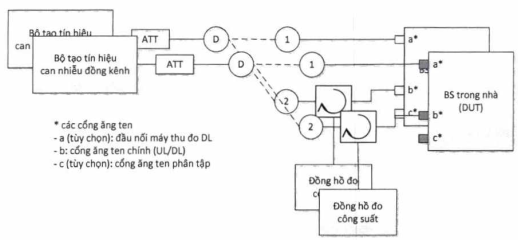 Bộ tạo tín hiệu
can
Bộ tạo tín hiệu
can nhiễu đồng kênh
ATT
ATT
D
D
1
1
2
2
a*
a*
BS
b*
c*
b*
c*
BS trong nhà
(DUT)
* các cổng ăng ten
- a (tùy chọn): đầu nối máy thu đo DL
- b: cổng ăng ten chính (UL/DL)
- c (tùy chọn): cổng ăng ten phân tập
Đồng hồ đo
Đồng hồ đo
công suất